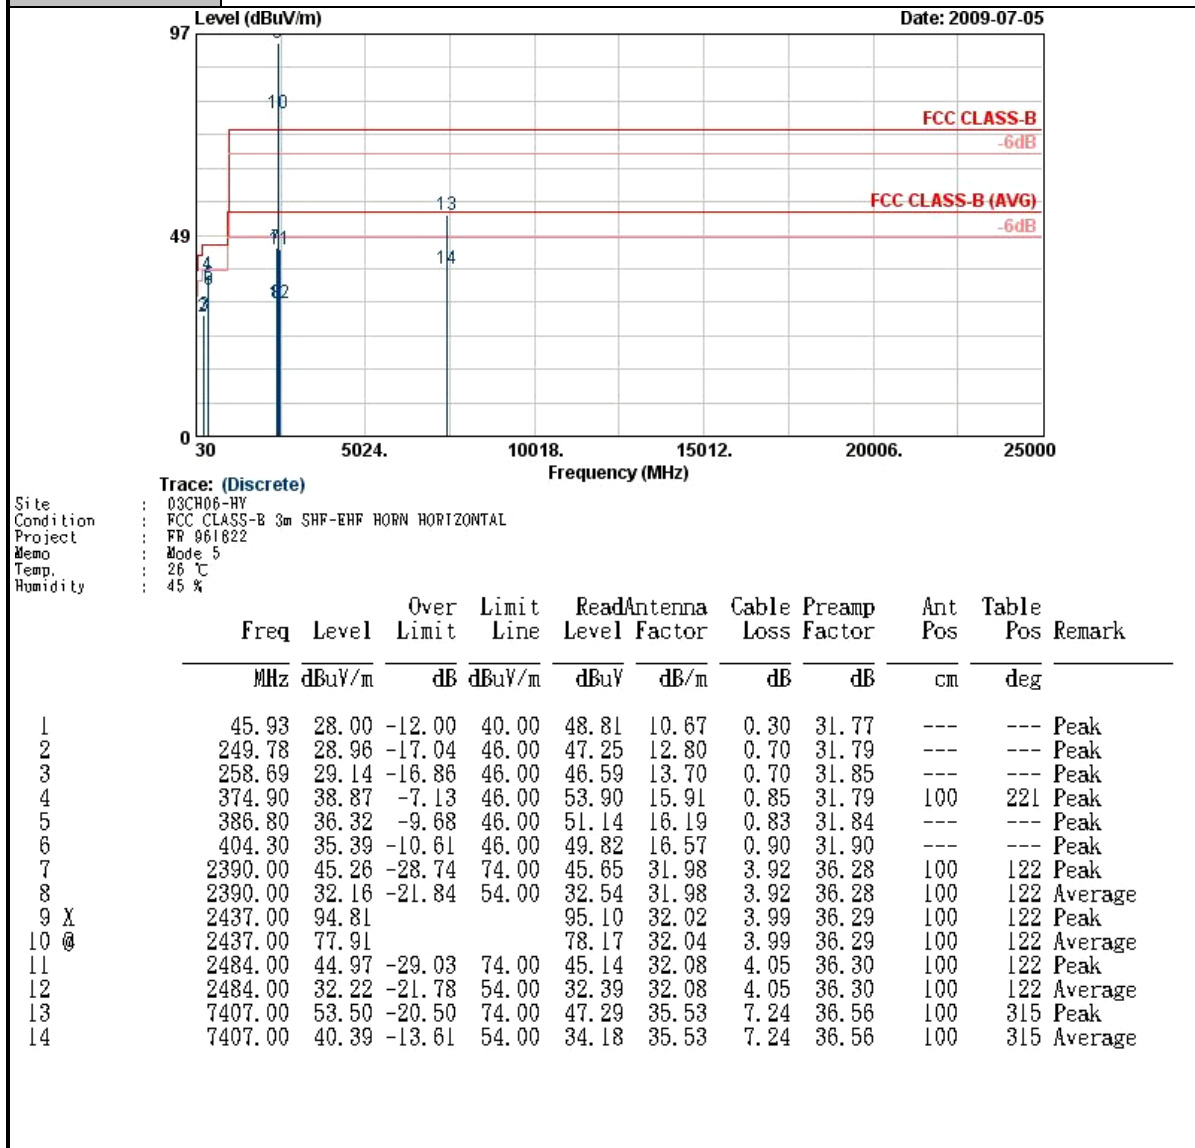 Level (dBuV/m) Date: 2009-07-05
97
9
10
FCC CLASS-B
-6dB
13
FCC CLASS-B (AVG)
-6dB
49
14
0
30 5024. 10018. 15012. 20006. 25000
Frequency (MHz)
Trace: (Discrete)
Site : 03CH06-HY
Condition : FCC CLASS-B 3m SHF-EHF HORN HORIZONTAL
Project : FR 961622
Memo : Mode 5
Temp. : 26 ℃
Humidity : 45 %
Over Limit ReadAntenna Cable Preamp Ant Table
Freq Level Limit Line Level Factor Loss Factor Pos Pos Remark
MHz dBuV/m dB dBuV/m dBuV dB/m dB dB cm deg
1 45.93 28.00 -12.00 40.00 48.81 10.67 0.30 31.77 --- --- Peak
2 249.78 28.96 -17.04 46.00 47.25 12.80 0.70 31.79 --- --- Peak
3 258.69 29.14 -16.86 46.00 46.59 13.70 0.70 31.85 --- --- Peak
4 374.90 38.87 -7.13 46.00 53.90 15.91 0.85 31.79 100 221 Peak
5 386.80 36.32 -9.68 46.00 51.14 16.19 0.83 31.84 --- --- Peak
6 404.30 35.39 -10.61 46.00 49.82 16.57 0.90 31.90 --- --- Peak
7 2390.00 45.26 -28.74 74.00 45.65 31.98 3.92 36.28 100 122 Peak
8 2390.00 32.16 -21.84 54.00 32.54 31.98 3.92 36.28 100 122 Average
9 X 2437.00 94.81 95.10 32.02 3.99 36.29 100 122 Peak
10 @ 2437.00 77.91 78.17 32.04 3.99 36.29 100 122 Average
11 2484.00 44.97 -29.03 74.00 45.14 32.08 4.05 36.30 100 122 Peak
12 2484.00 32.22 -21.78 54.00 32.39 32.08 4.05 36.30 100 122 Average
13 7407.00 53.50 -20.50 74.00 47.29 35.53 7.24 36.56 100 315 Peak
14 7407.00 40.39 -13.61 54.00 34.18 35.53 7.24 36.56 100 315 Average